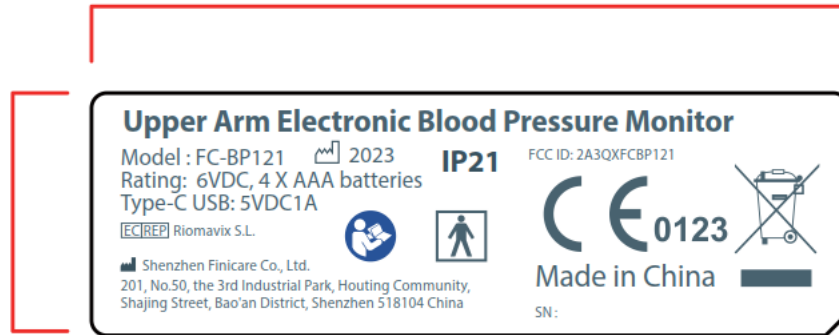 Upper Arm Electronic Blood Pressure Monitor
Model : FC-BP121 2023 IP21 FCC ID: 2A3QXFCBP121
Rating: 6VDC, 4 X AAA batteries
Type-C USB: 5VDC1A
EC REP Riomavix S.L.
CE 0123
Shenzhen Finicare Co., Ltd.
201, No.50, the 3rd Industrial Park, Houting Community,
Shajing Street, Bao'an District, Shenzhen 518104 China
Made in China
SN :